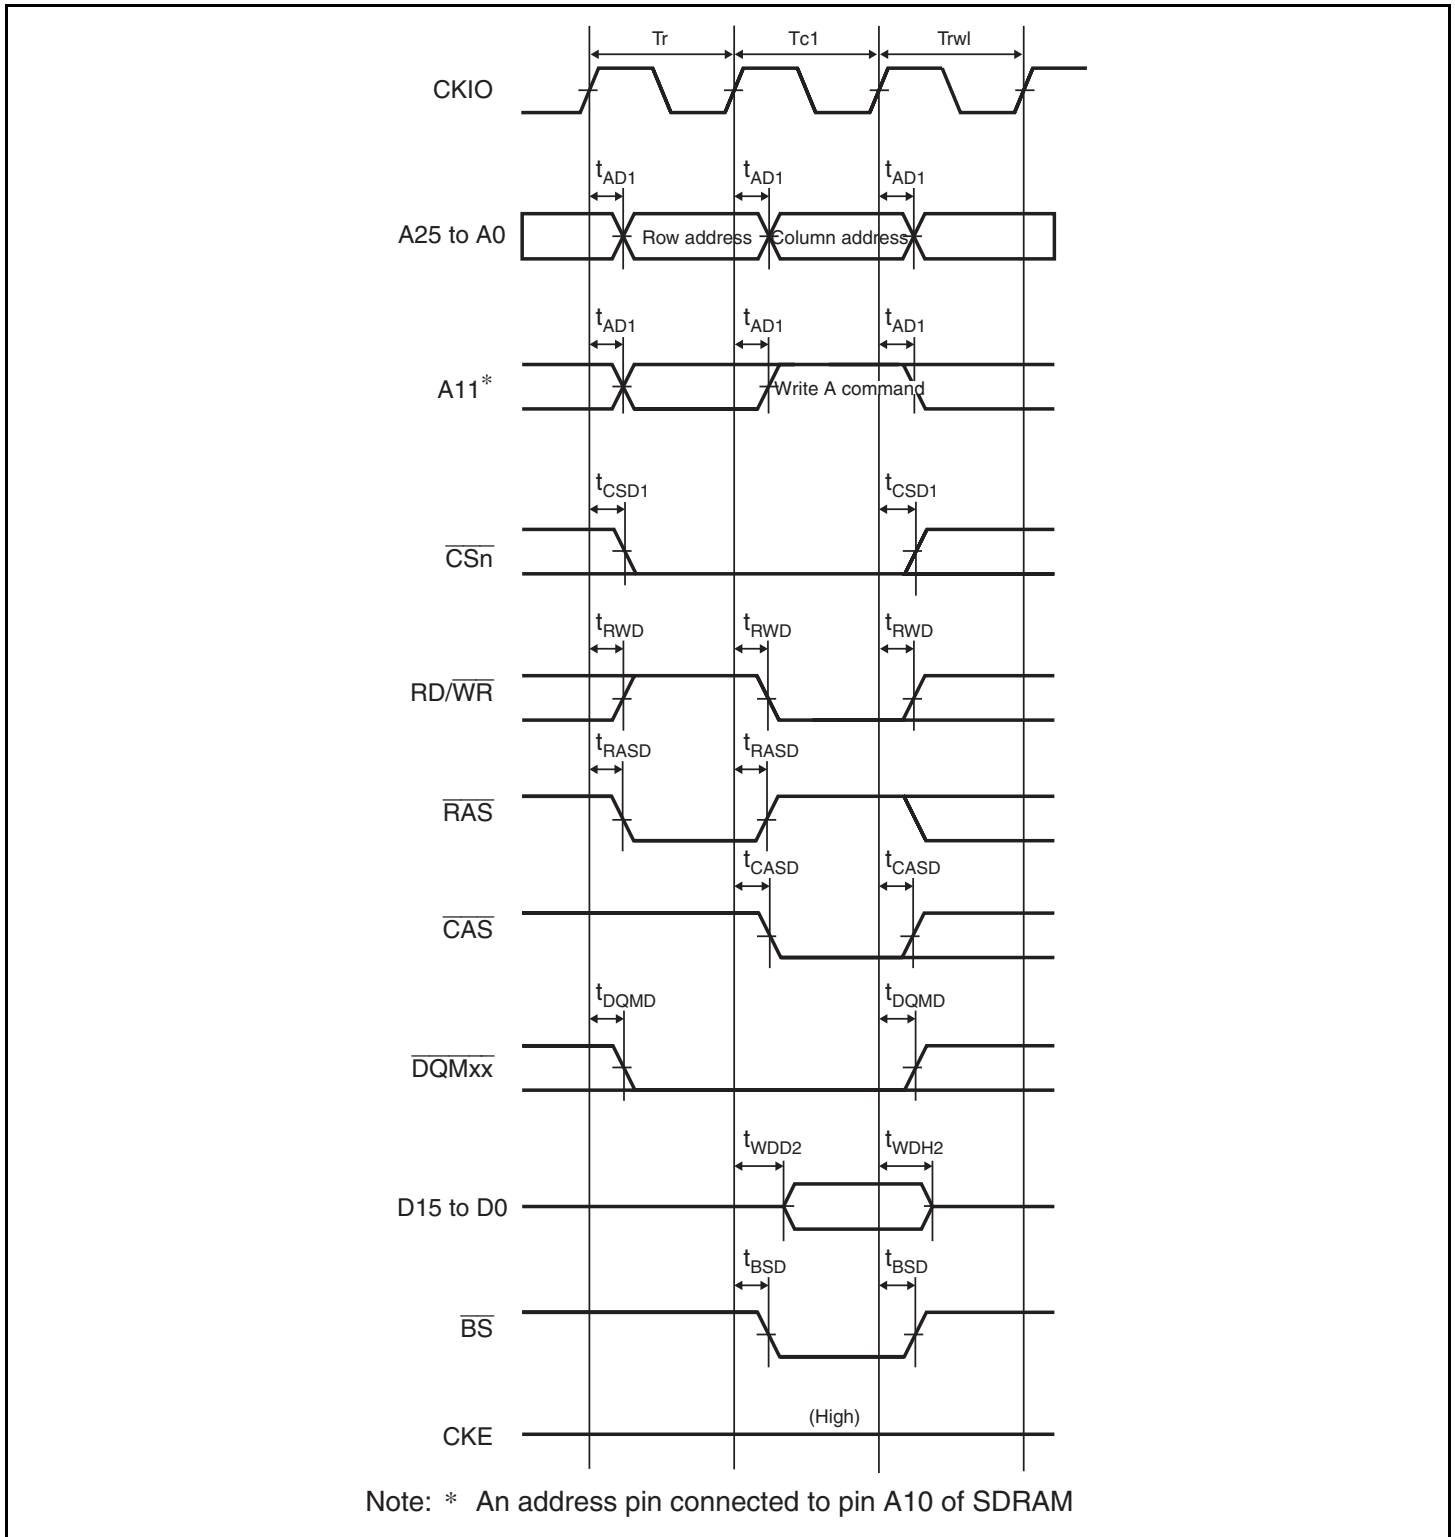 Tr Tc1 Trwl
CKIO
tAD1 tAD1 tAD1
A25 to A0 Row address Column address
tAD1 tAD1 tAD1
A11* Write A command
tCSD1 tCSD1
CSn
tRWD tRWD tRWD
RD/WR
tRASD tRASD
RAS
tCASD tCASD
CAS
tDQMD tDQMD
DQMxx
tWDD2 tWDH2
D15 to D0
tBSD tBSD
BS
(High)
CKE
Note: * An address pin connected to pin A10 of SDRAM